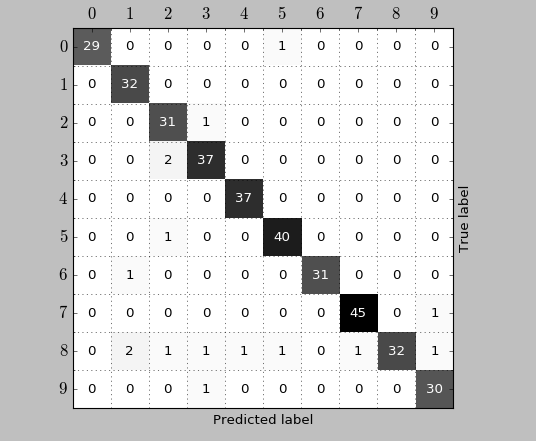 0 1 2 3 4 5 6 7 8 9
0 29 0 0 0 0 1 0 0 0 0
1 0 32 0 0 0 0 0 0 0 0
2 0 0 31 1 0 0 0 0 0 0
3 0 0 2 37 0 0 0 0 0 0
4 0 0 0 0 37 0 0 0 0 0
5 0 0 1 0 0 40 0 0 0 0
6 0 1 0 0 0 0 31 0 0 0
7 0 0 0 0 0 0 0 45 0 1
8 0 2 1 1 1 1 0 1 32 1
9 0 0 0 1 0 0 0 0 0 30
True label
Predicted label